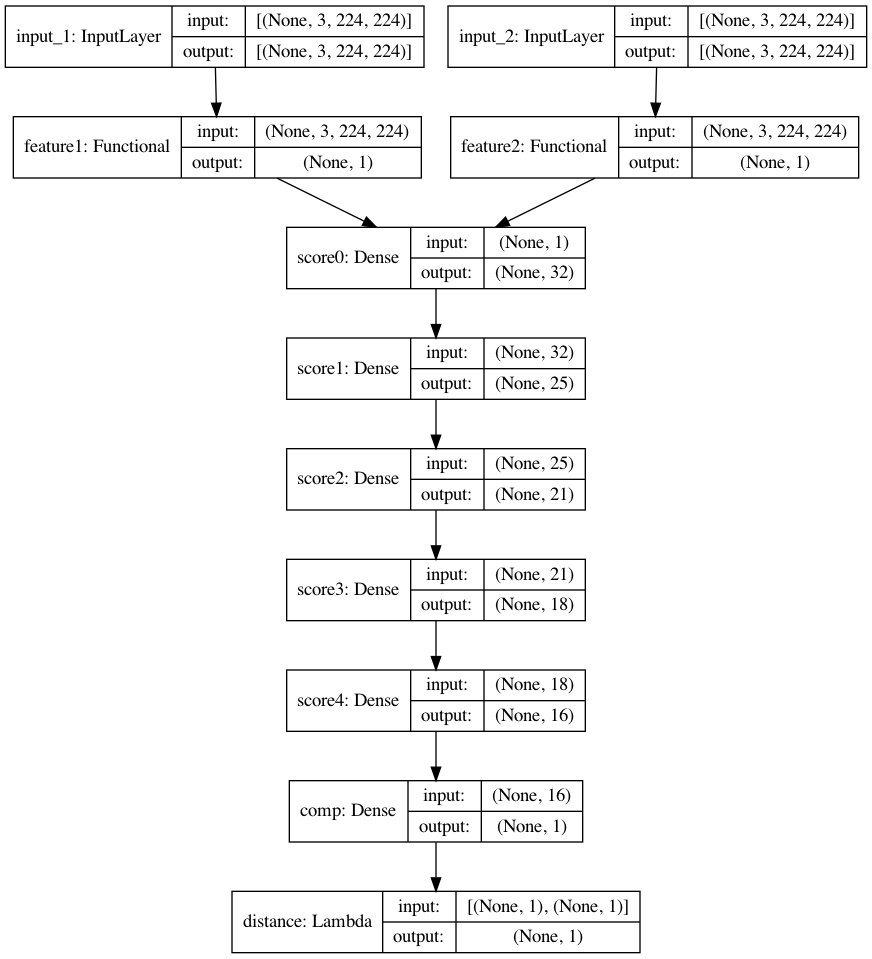 input_1: InputLayer input: [(None, 3, 224, 224)] output: [(None, 3, 224, 224)]
input_2: InputLayer input: [(None, 3, 224, 224)] output: [(None, 3, 224, 224)]
feature1: Functional input: (None, 3, 224, 224) output: (None, 1)
feature2: Functional input: (None, 3, 224, 224) output: (None, 1)
score0: Dense input: (None, 1) output: (None, 32)
score1: Dense input: (None, 32) output: (None, 25)
score2: Dense input: (None, 25) output: (None, 21)
score3: Dense input: (None, 21) output: (None, 18)
score4: Dense input: (None, 18) output: (None, 16)
comp: Dense input: (None, 16) output: (None, 1)
distance: Lambda input: [(None, 1), (None, 1)] output: (None, 1)